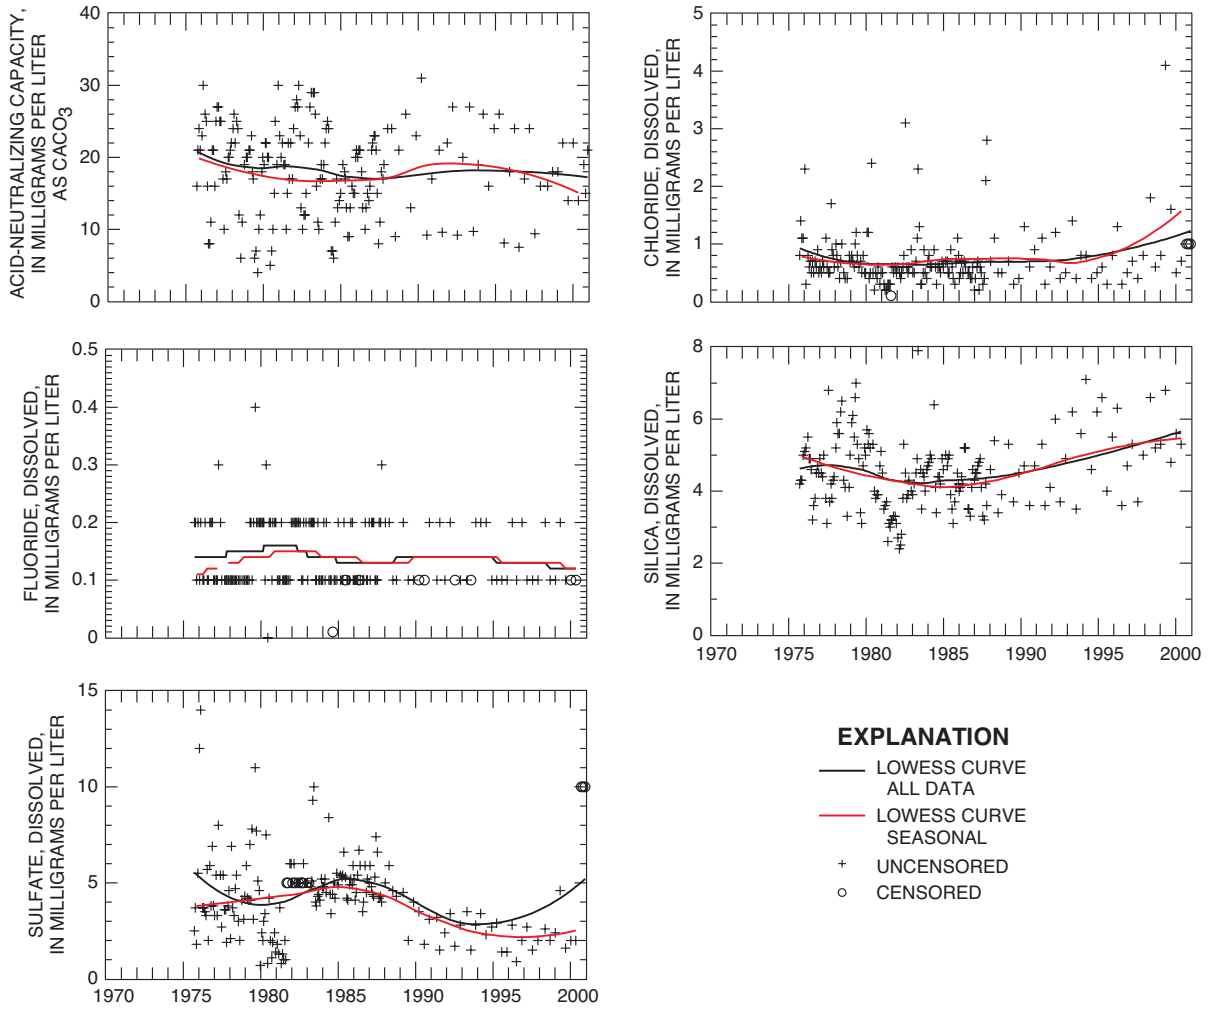 ACID-NEUTRALIZING CAPACITY,
IN MILLIGRAMS PER LITER
AS CACO3
40
30
20
10
0
CHLORIDE, DISSOLVED,
IN MILLIGRAMS PER LITER
5
4
3
2
1
0
FLUORIDE, DISSOLVED,
IN MILLIGRAMS PER LITER
0.5
0.4
0.3
0.2
0.1
0
SILICA, DISSOLVED,
IN MILLIGRAMS PER LITER
8
6
4
2
0
1970 1975 1980 1985 1990 1995 2000
SULFATE, DISSOLVED,
IN MILLIGRAMS PER LITER
15
10
5
0
1970 1975 1980 1985 1990 1995 2000
EXPLANATION
LOWESS CURVE
ALL DATA
LOWESS CURVE
SEASONAL
UNCENSORED
CENSORED